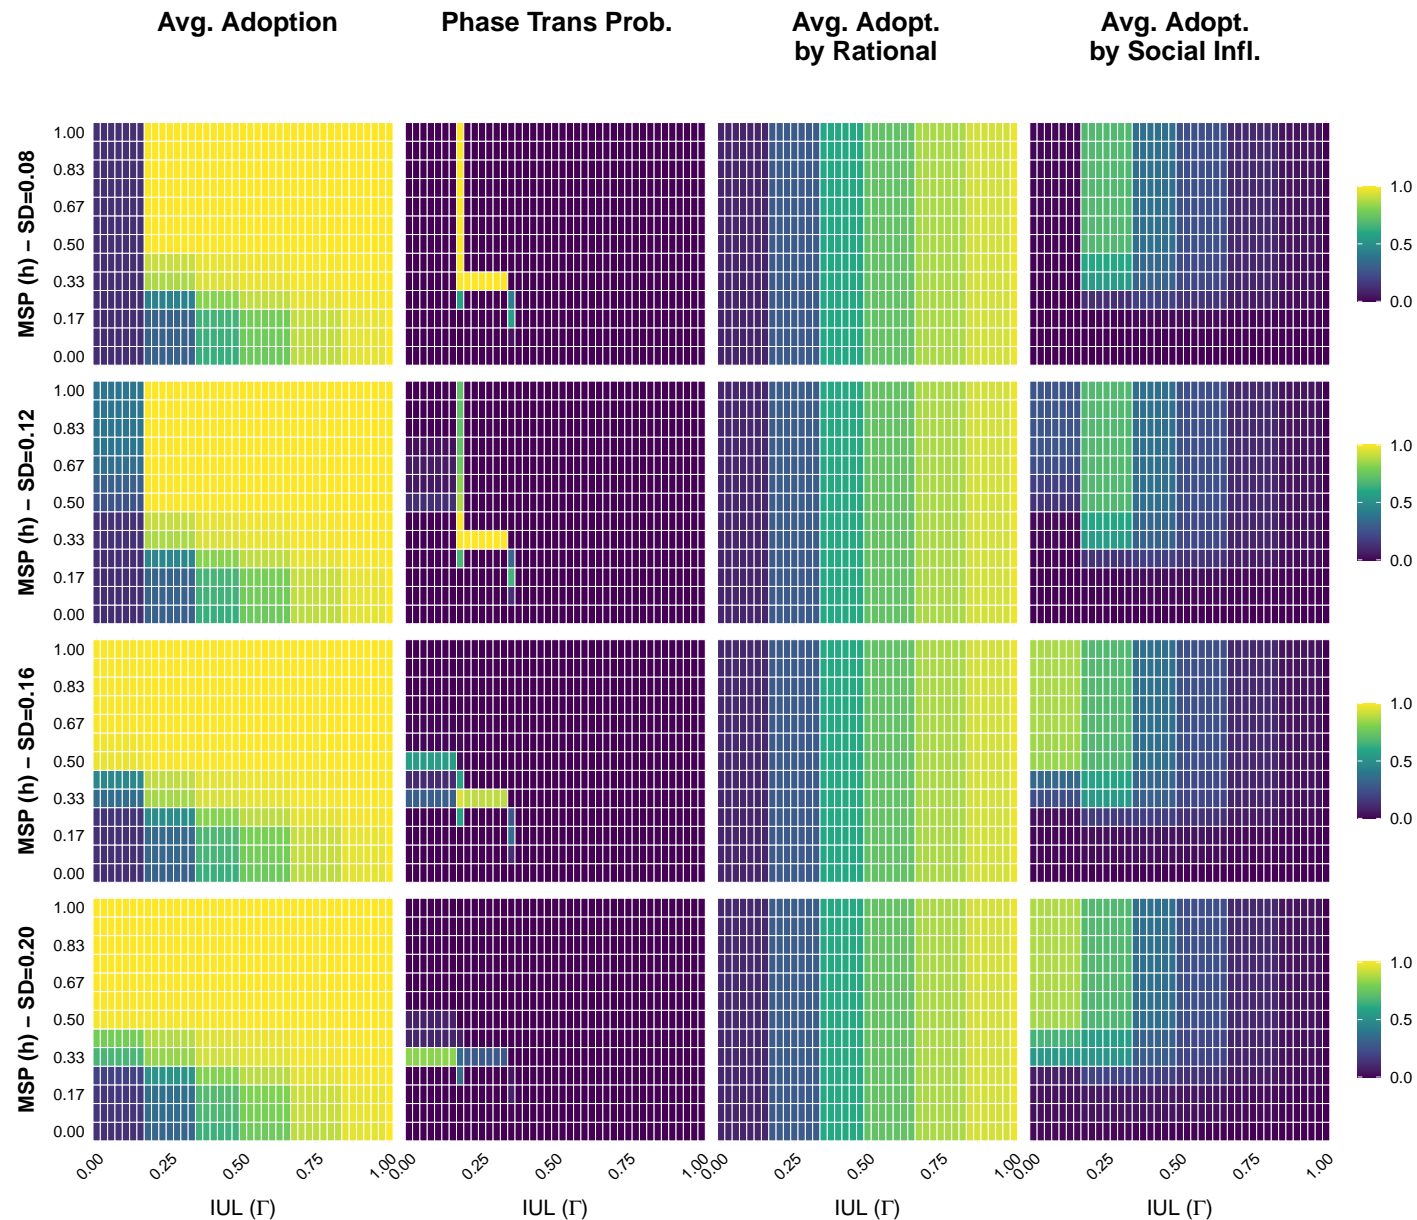 Avg. Adoption
Phase Trans Prob.
Avg. Adopt.
by Rational
Avg. Adopt.
by Social Infl.
MSP (h) − SD=0.08
1.00
0.83
0.67
0.50
0.33
0.17
0.00
1.0
0.5
0.0
MSP (h) − SD=0.12
1.00
0.83
0.67
0.50
0.33
0.17
0.00
1.0
0.5
0.0
MSP (h) − SD=0.16
1.00
0.83
0.67
0.50
0.33
0.17
0.00
1.0
0.5
0.0
MSP (h) − SD=0.20
1.00
0.83
0.67
0.50
0.33
0.17
0.00
1.0
0.5
0.0
0.00 0.25 0.50 0.75 1.00
0.00 0.25 0.50 0.75 1.00
0.00 0.25 0.50 0.75 1.00
0.00 0.25 0.50 0.75 1.00
IUL (Γ)
IUL (Γ)
IUL (Γ)
IUL (Γ)